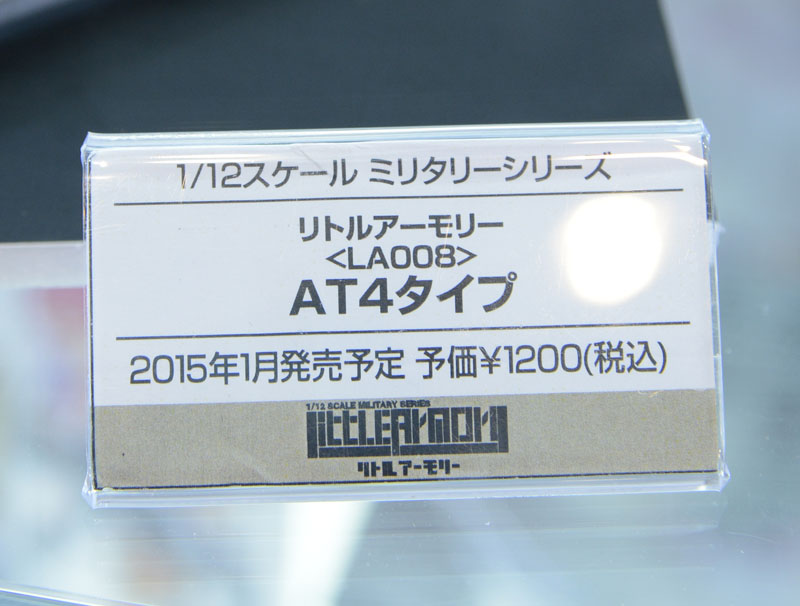 1/12スケール ミリタリーシリーズ
リトルアーモリー
<LA008>
AT4タイプ
2015年1月発売予定 予価¥1200(税込)
1/12 SCALE MILITARY SERIES
LITTLEARMORY
リトルアーモリー